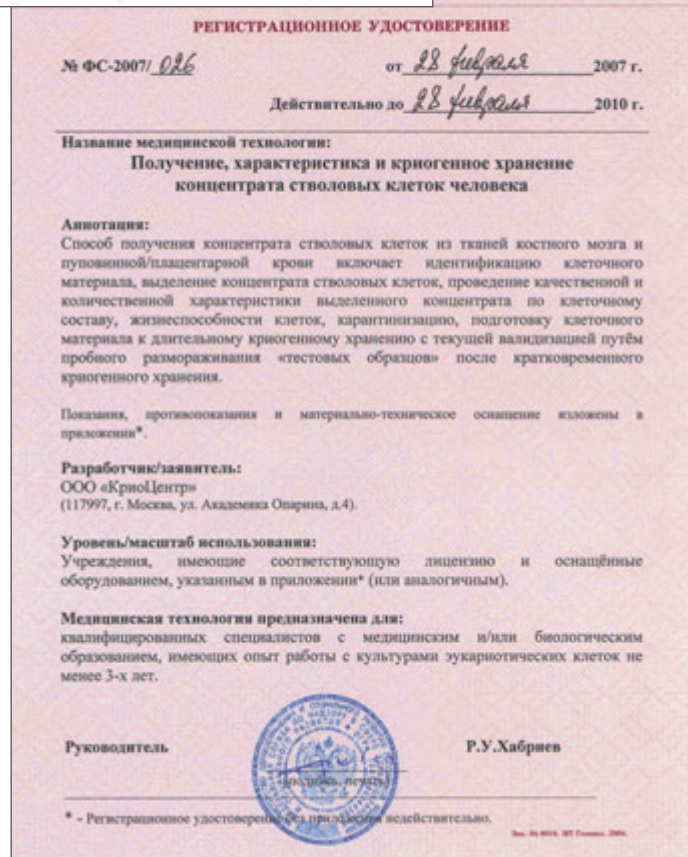 РЕГИСТРАЦИОННОЕ УДОСТОВЕРЕНИЕ
№ ФС-2007/ 026 от 28 февраля 2007 г.
Действительно до 28 февраля 2010 г.
Название медицинской технологии:
Получение, характеристика и криогенное хранение
концентрата стволовых клеток человека
Аннотация:
Способ получения концентрата стволовых клеток из тканей костного мозга и
пуповинной/плацентарной крови включает идентификацию клеточного
материала, выделение концентрата стволовых клеток, проведение качественной и
количественной характеристики выделенного концентрата по клеточному
составу, жизнеспособности клеток, карантинизацию, подготовку клеточного
материала к длительному криогенному хранению с текущей валидизацией путём
пробного размораживания «тестовых образцов» после кратковременного
криогенного хранения.
Показания, противопоказания и материально-техническое оснащение изложены в
приложении*.
Разработчик/заявитель:
ООО «КриоЦентр»
(117997, г. Москва, ул. Академика Опарина, д.4).
Уровень/масштаб использования:
Учреждения, имеющие соответствующую лицензию и оснащённые
оборудованием, указанным в приложении* (или аналогичным).
Медицинская технология предназначена для:
квалифицированных специалистов с медицинским и/или биологическим
образованием, имеющих опыт работы с культурами эукариотических клеток не
менее 3-х лет.
Руководитель Р.У.Хабриев
(подпись, печать)
* - Регистрационное удостоверение без приложения недействительно.